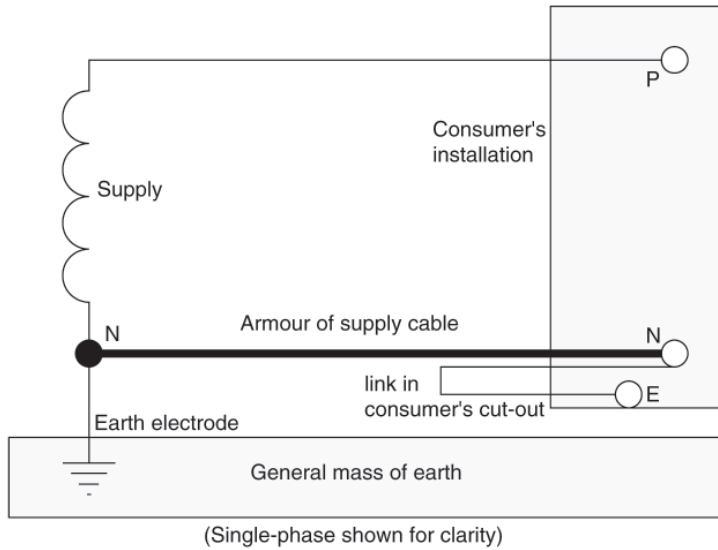 P
Consumer's
installation
Supply
N
Armour of supply cable
N
link in
consumer's cut-out
E
Earth electrode
General mass of earth
(Single-phase shown for clarity)